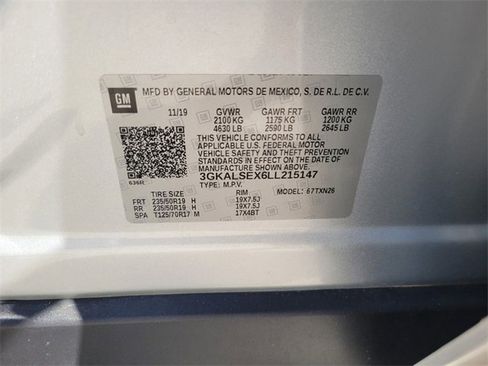 GM MFD BY GENERAL MOTORS DE MEXICO, S. DE R.L. DE C.V.
11/19 GVWR GAWR FRT GAWR RR
2100 KG 1175 KG 1200 KG
4630 LB 2590 LB 2645 LB
THIS VEHICLE CONFORMS TO ALL
APPLICABLE U.S. FEDERAL MOTOR
VEHICLE SAFETY AND THEFT PREVENTION
STANDARDS IN EFFECT ON THE DATE OF
MANUFACTURE SHOWN ABOVE.
3GKALSEX6LL215147
TYPE: M.P.V. MODEL: 67TXN26
TIRE SIZE RIM
FRT 235/50R19 H 19X7.5J
RR 235/50R19 H 19X7.5J
SPA T125/70R17 M 17X4BT